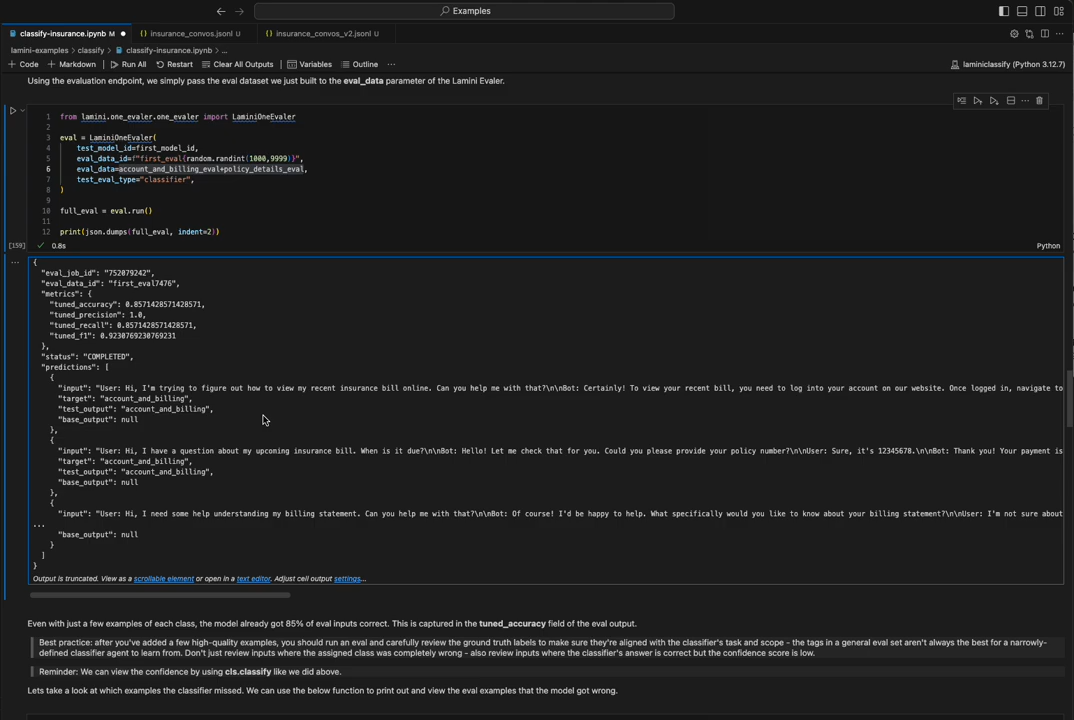 Examples
classify-insurance.ipynb M
insurance_convos.jsonl U
insurance_convos_v2.jsonl U
lamini-examples > classify > classify-insurance.ipynb > ...
+ Code + Markdown Run All Restart Clear All Outputs Variables Outline ...
laminiclassify (Python 3.12.7)
Using the evaluation endpoint, we simply pass the eval dataset we just built to the eval_data parameter of the Lamini Evaler.
1 from lamini.one_evaler.one_evaler import LaminiOneEvaler
2
3 eval = LaminiOneEvaler(
4 test_model_id=first_model_id,
5 eval_data_id=f"first_eval{random.randint(1000,9999)}",
6 eval_data=account_and_billing_eval+policy_details_eval,
7 test_eval_type="classifier",
8 )
9
10 full_eval = eval.run()
11
12 print(json.dumps(full_eval, indent=2))
[159] 0.8s Python
{
"eval_job_id": "752079242",
"eval_data_id": "first_eval7476",
"metrics": {
"tuned_accuracy": 0.8571428571428571,
"tuned_precision": 1.0,
"tuned_recall": 0.8571428571428571,
"tuned_f1": 0.9230769230769231
},
"status": "COMPLETED",
"predictions": [
{
"input": "User: Hi, I'm trying to figure out how to view my recent insurance bill online. Can you help me with that?\n\nBot: Certainly! To view your recent bill, you need to log into your account on our website. Once logged in, navigate to
"target": "account_and_billing",
"test_output": "account_and_billing",
"base_output": null
},
{
"input": "User: Hi, I have a question about my upcoming insurance bill. When is it due?\n\nBot: Hello! Let me check that for you. Could you please provide your policy number?\n\nUser: Sure, it's 12345678.\n\nBot: Thank you! Your payment is
"target": "account_and_billing",
"test_output": "account_and_billing",
"base_output": null
},
{
"input": "User: Hi, I need some help understanding my billing statement. Can you help me with that?\n\nBot: Of course! I'd be happy to help. What specifically would you like to know about your billing statement?\n\nUser: I'm not sure about
...
"base_output": null
}
]
}
Output is truncated. View as a scrollable element or open in a text editor. Adjust cell output settings...
Even with just a few examples of each class, the model already got 85% of eval inputs correct. This is captured in the tuned_accuracy field of the eval output.
Best practice: after you've added a few high-quality examples, you should run an eval and carefully review the ground truth labels to make sure they're aligned with the classifier's task and scope - the tags in a general eval set aren't always the best for a narrowly-
defined classifier agent to learn from. Don't just review inputs where the assigned class was completely wrong - also review inputs where the classifier's answer is correct but the confidence score is low.
Reminder: We can view the confidence by using cls.classify like we did above.
Lets take a look at which examples the classifier missed. We can use the below function to print out and view the eval examples that the model got wrong.